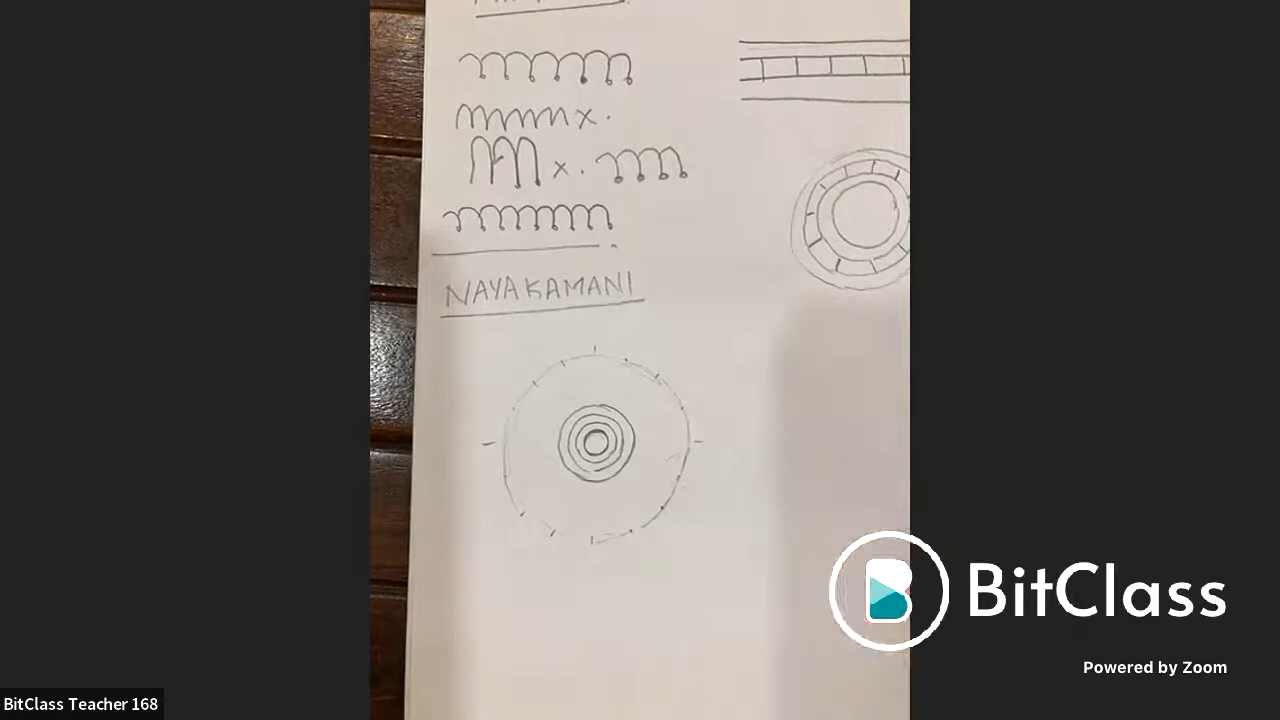 x.
x.
NAYAKAMANI
BitClass
Powered by Zoom
BitClass Teacher 168